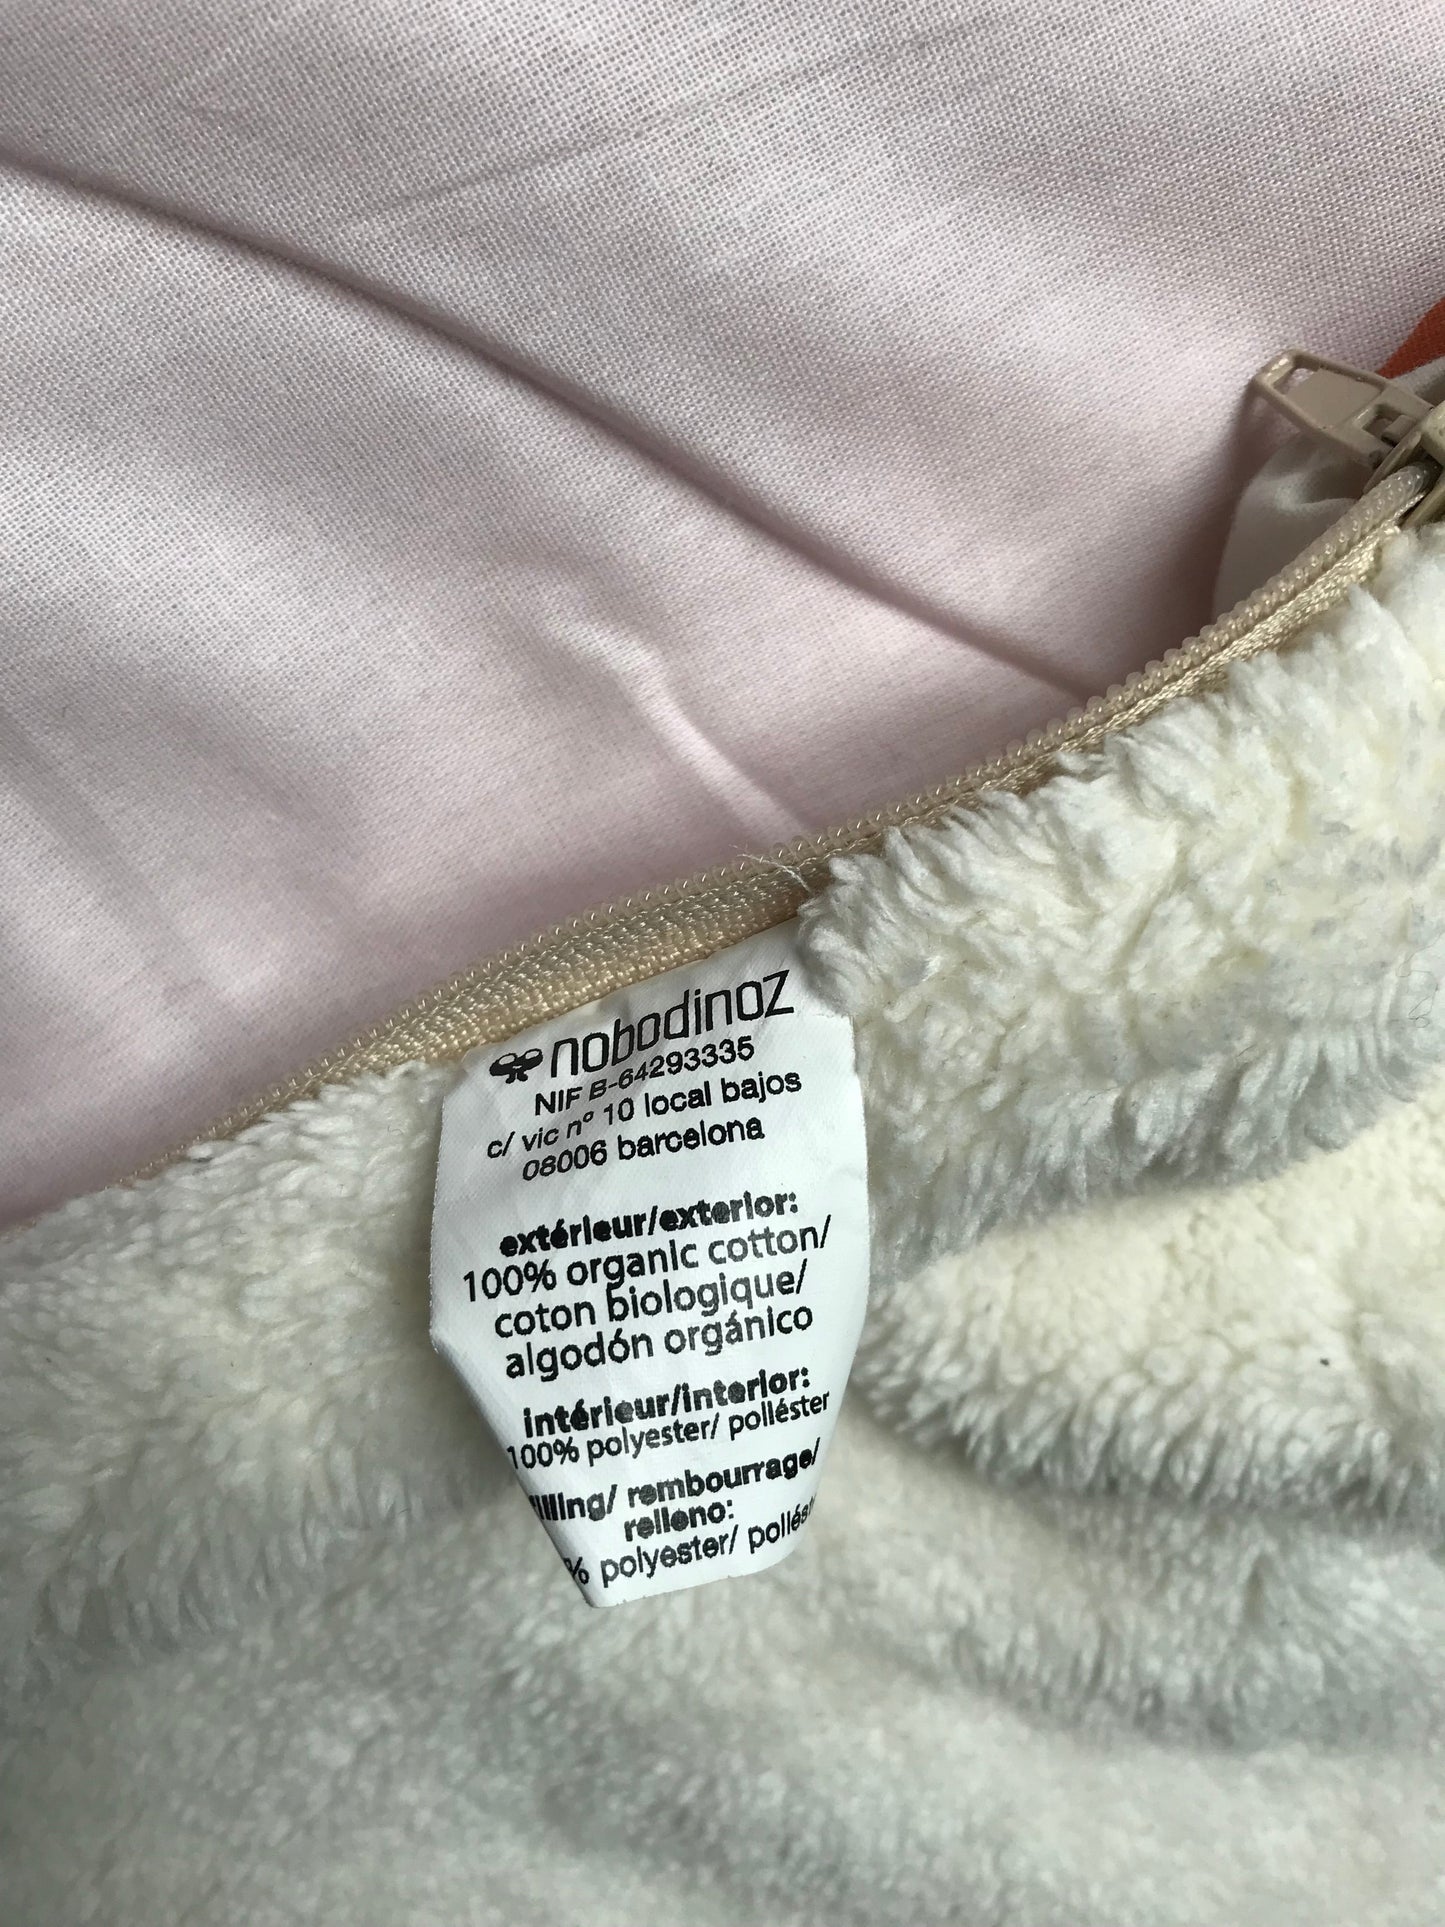 nobodinoz
NIF B-64293335
c/ vic nº 10 local bajos
08006 barcelona
extérieur/exterior:
100% organic cotton/
coton biologique/
algodón orgánico
intérieur/interior:
100% polyester/ poliéster
filling/ rembourrage/
relleno:
% polyester/